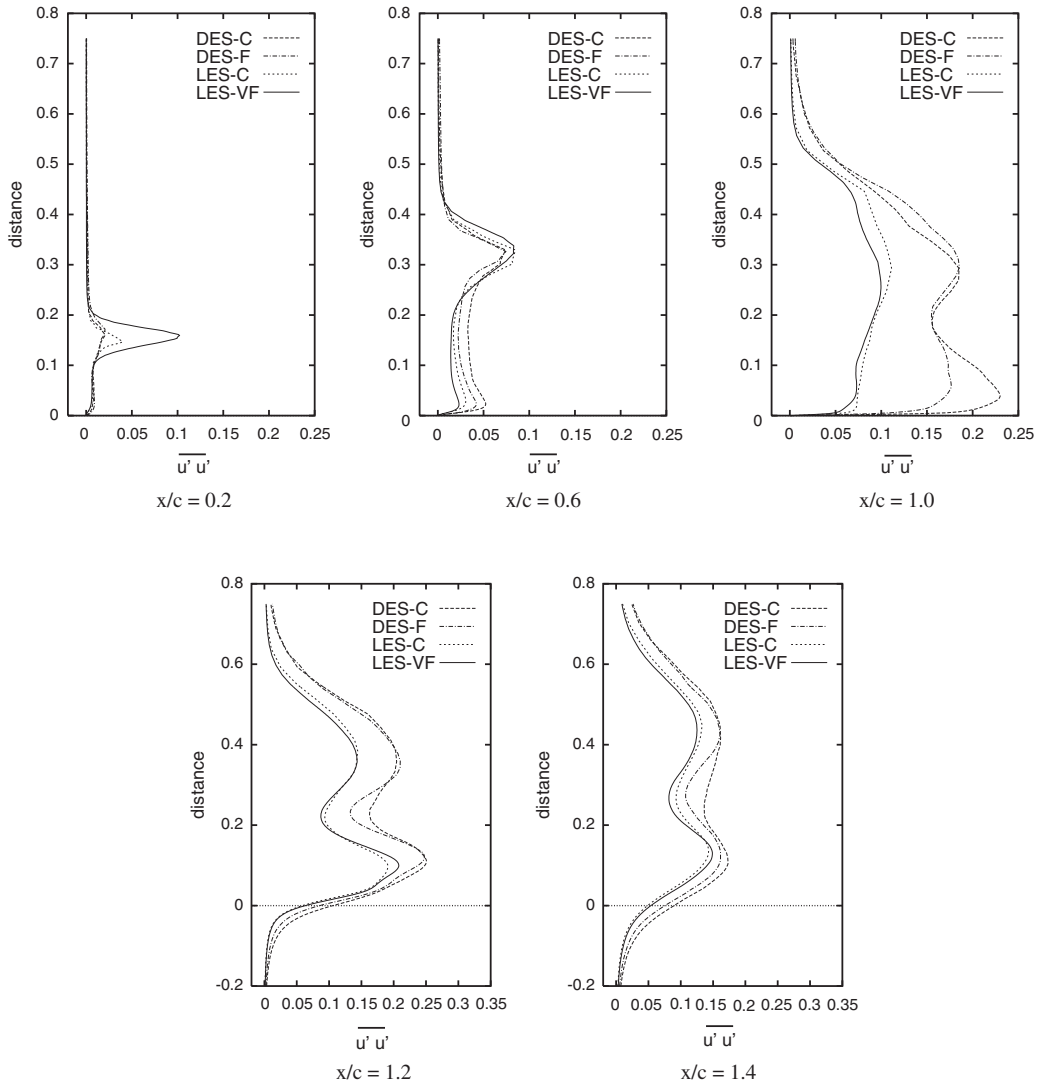 0.8
0.7
0.6
0.5
0.4
0.3
0.2
0.1
0
distance
DES-C
DES-F
LES-C
LES-VF
0 0.05 0.1 0.15 0.2 0.25
u' u'
x/c = 0.2
0.8
0.7
0.6
0.5
0.4
0.3
0.2
0.1
0
distance
DES-C
DES-F
LES-C
LES-VF
0 0.05 0.1 0.15 0.2 0.25
u' u'
x/c = 0.6
0.8
0.7
0.6
0.5
0.4
0.3
0.2
0.1
0
distance
DES-C
DES-F
LES-C
LES-VF
0 0.05 0.1 0.15 0.2 0.25
u' u'
x/c = 1.0
0.8
0.6
0.4
0.2
0
-0.2
distance
DES-C
DES-F
LES-C
LES-VF
0 0.05 0.1 0.15 0.2 0.25 0.3 0.35
u' u'
x/c = 1.2
0.8
0.6
0.4
0.2
0
-0.2
distance
DES-C
DES-F
LES-C
LES-VF
0 0.05 0.1 0.15 0.2 0.25 0.3 0.35
u' u'
x/c = 1.4